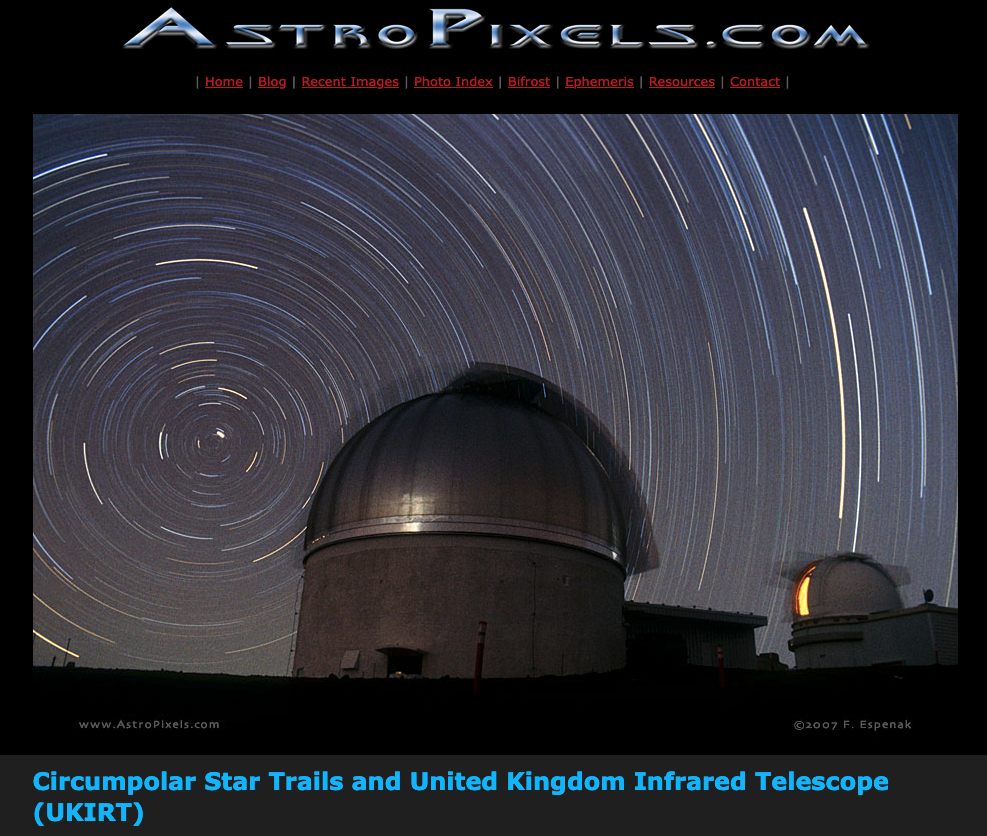 AstroPixels.com
| Home | Blog | Recent Images | Photo Index | Bifrost | Ephemeris | Resources | Contact |
www.AstroPixels.com
©2007 F. Espenak
Circumpolar Star Trails and United Kingdom Infrared Telescope
(UKIRT)